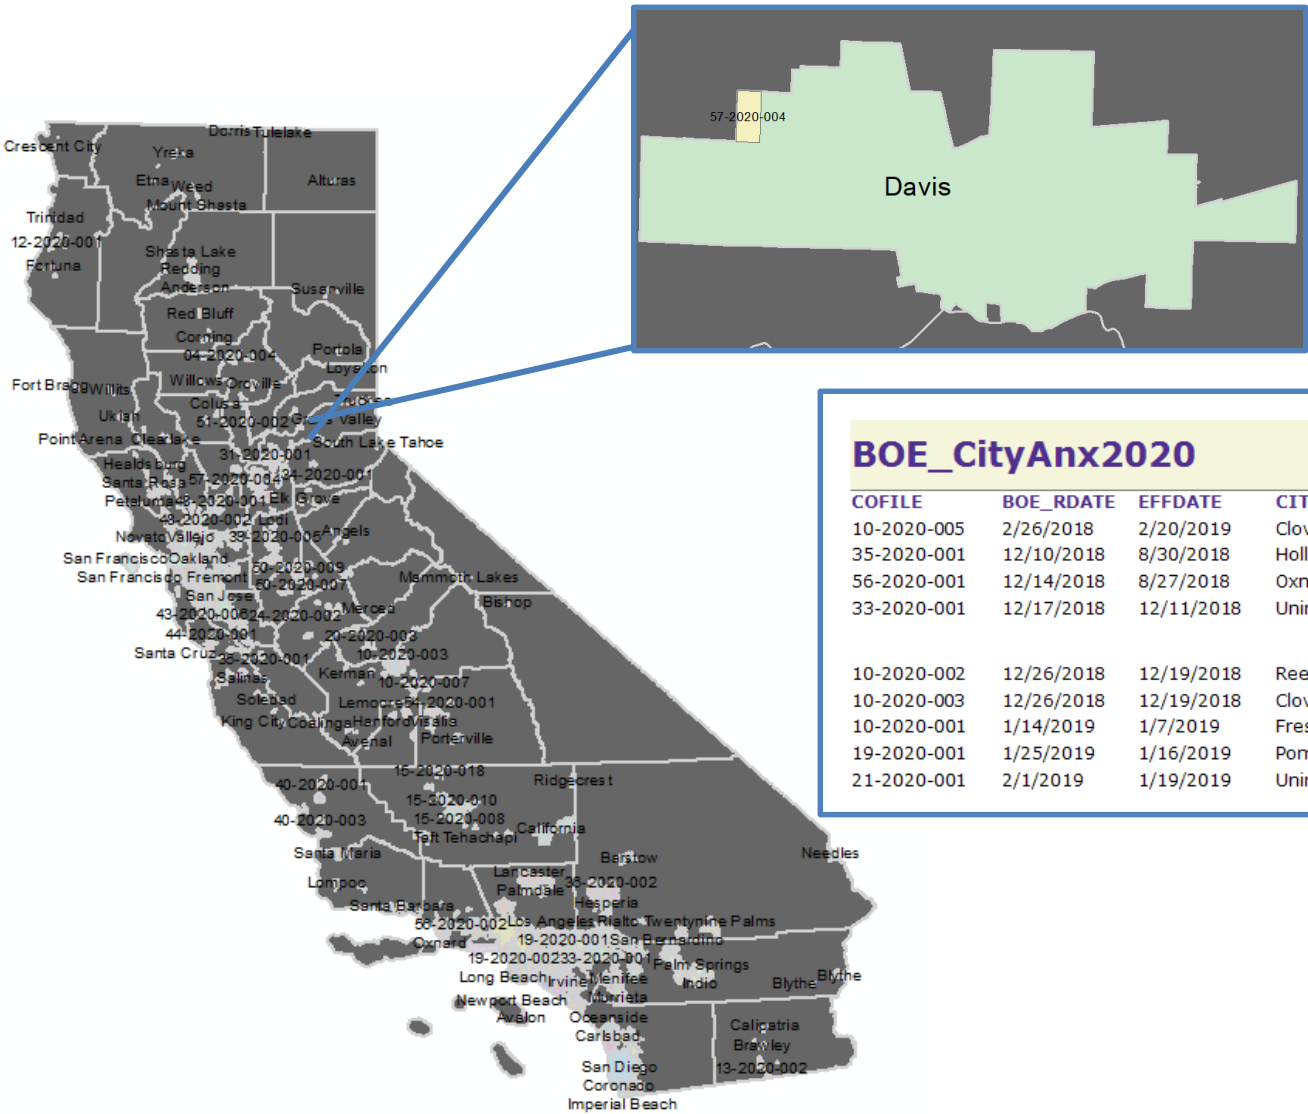 57-2020-004
Davis
Dorris Tulelake
Crescent City
Yreka
Etna Weed
Alturas
Mount Shasta
Trinidad
12-2020-001
Shasta Lake
Fortuna
Redding
Anderson
Susanville
Red Bluff
Corning
04-2020-004
Portola
Loyalton
Willows Oroville
Fort Bragg Willits
Truckee
Colusa
Ukiah
51-2020-002 Grass Valley
Point Arena Clearlake
South Lake Tahoe
31-2020-001
Healdsburg
Santa Rosa 57-2020-004 34-2020-001
Petaluma 48-2020-001 Elk Grove
48-2020-002 Lodi
Novato Vallejo 39-2020-005 Angels
San Francisco Oakland
50-2020-009
San Francisco Fremont
50-2020-007
Mammoth Lakes
San Jose
Bishop
43-2020-006 24-2020-002 Merced
44-2020-001
20-2020-003
Santa Cruz 35-2020-001
10-2020-003
Salinas
Kerman
10-2020-007
Soledad
Lemoore 54-2020-001
King City Coalinga Hanford Visalia
Avenal
Porterville
15-2020-018
40-2020-001
Ridgecrest
15-2020-010
40-2020-003
15-2020-008
Taft Tehachapi California
Santa Maria
Barstow
Needles
Lompoc
Lancaster
Palmdale 36-2020-002
Hesperia
Santa Barbara
56-2020-002 Los Angeles Rialto Twentynine Palms
Oxnard
19-2020-001 San Bernardino
19-2020-002 33-2020-001 Palm Springs
Long Beach Irvine Menifee
Indio
Blythe Blythe
Newport Beach Murrieta
Avalon
Oceanside
Carlsbad
Calipatria
Brawley
San Diego
13-2020-002
Coronado
Imperial Beach
BOE_CityAnx2020
COFILE BOE_RDATE EFFDATE CIT
10-2020-005 2/26/2018 2/20/2019 Clov
35-2020-001 12/10/2018 8/30/2018 Holl
56-2020-001 12/14/2018 8/27/2018 Oxn
33-2020-001 12/17/2018 12/11/2018 Unin
10-2020-002 12/26/2018 12/19/2018 Ree
10-2020-003 12/26/2018 12/19/2018 Clov
10-2020-001 1/14/2019 1/7/2019 Fres
19-2020-001 1/25/2019 1/16/2019 Pom
21-2020-001 2/1/2019 1/19/2019 Unin